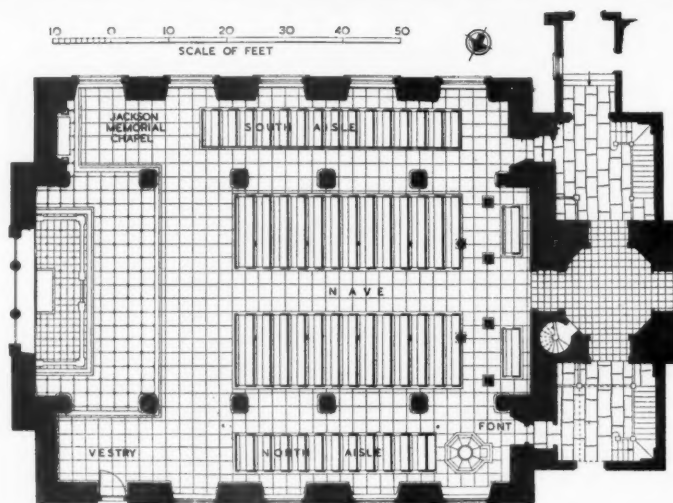 10 0 10 20 30 40 50
SCALE OF FEET
JACKSON
MEMORIAL
CHAPEL
SOUTH AISLE
NAVE
FONT
VESTRY
NORTH AISLE